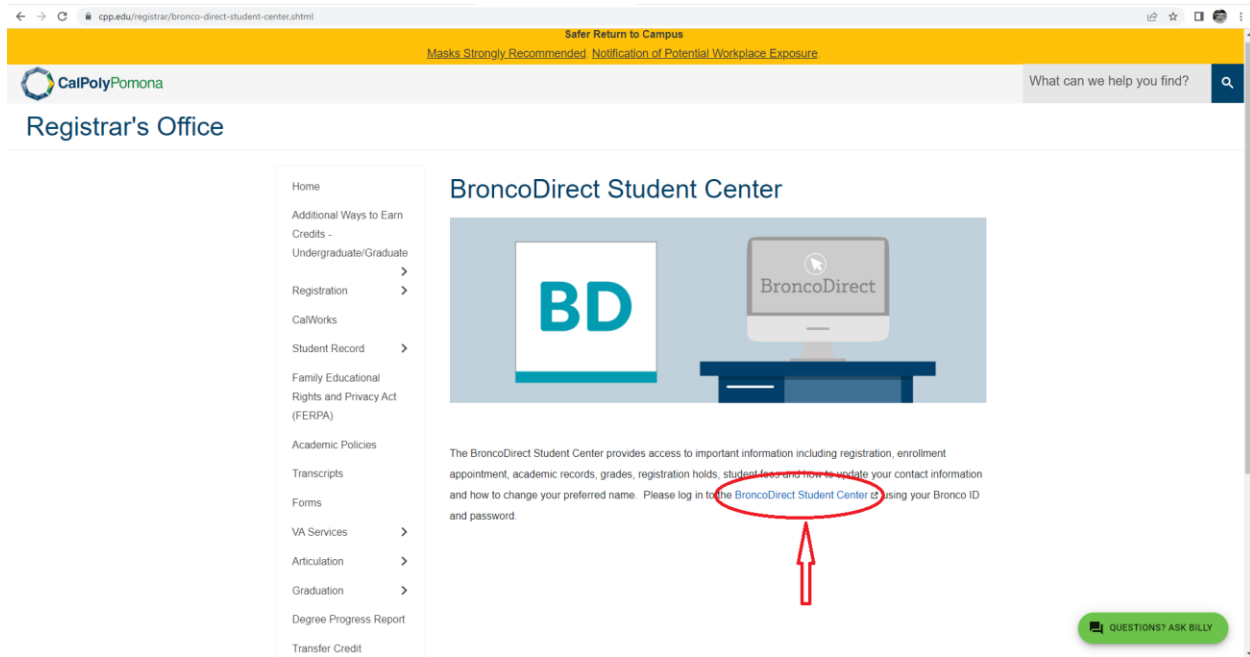 cpp.edu/registrar/bronco-direct-student-center.shtml
Safer Return to Campus
Masks Strongly Recommended. Notification of Potential Workplace Exposure.
CalPolyPomona
What can we help you find?
Registrar's Office
Home
Additional Ways to Earn
Credits -
Undergraduate/Graduate
Registration
CalWorks
Student Record
Family Educational
Rights and Privacy Act
(FERPA)
Academic Policies
Transcripts
Forms
VA Services
Articulation
Graduation
Degree Progress Report
Transfer Credit
BroncoDirect Student Center
BD
BroncoDirect
The BroncoDirect Student Center provides access to important information including registration, enrollment
appointment, academic records, grades, registration holds, student fees and how to update your contact information
and how to change your preferred name. Please log in to the BroncoDirect Student Center using your Bronco ID
and password.
QUESTIONS? ASK BILLY